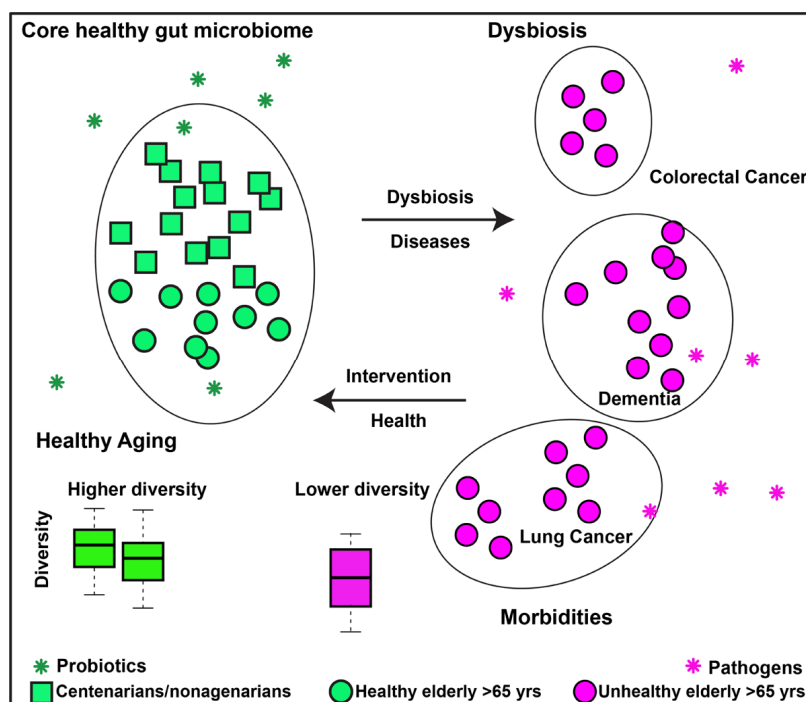 Core healthy gut microbiome
Dysbiosis
Colorectal Cancer
Dysbiosis
Diseases
Intervention
Health
Dementia
Healthy Aging
Higher diversity
Lower diversity
Diversity
Lung Cancer
Morbidities
Probiotics
Pathogens
Centenarians/nonagenarians
Healthy elderly >65 yrs
Unhealthy elderly >65 yrs